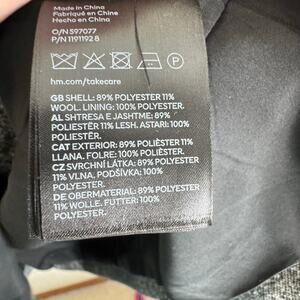 Made in China
Fabriqué en Chine
Hecho en China
O/N 597077
P/N 1191192 8
hm.com/takecare
GB SHELL: 89% POLYESTER 11%
WOOL. LINING: 100% POLYESTER.
AL SHTRESA E JASHTME: 89%
POLIESTËR 11% LESH. ASTARI: 100%
POLIESTËR.
CAT EXTERIOR: 89% POLIÈSTER 11%
LLANA. FOLRE: 100% POLIÈSTER.
CZ SVRCHNÍ LÁTKA: 89% POLYESTER
11% VLNA. PODŠÍVKA: 100%
POLYESTER.
DE OBERMATERIAL: 89% POLYESTER
11% WOLLE. FUTTER: 100%
POLYESTER.